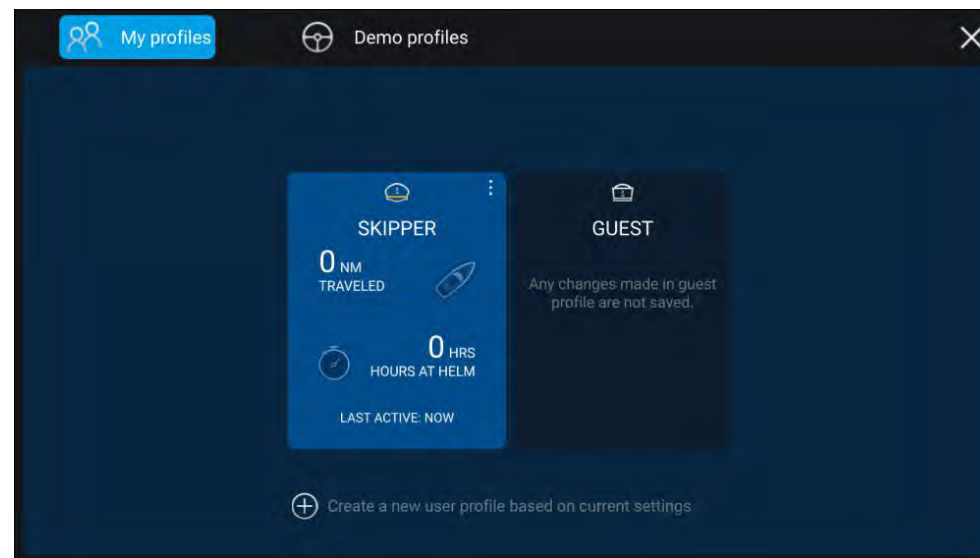 My profiles
Demo profiles
SKIPPER
0 NM
TRAVELED
0 HRS
HOURS AT HELM
LAST ACTIVE: NOW
GUEST
Any changes made in guest
profile are not saved.
Create a new user profile based on current settings